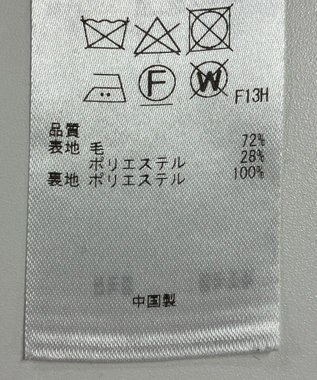 F W F13H
品質
表地 毛 72%
ポリエステル 28%
裏地 ポリエステル 100%
中国製